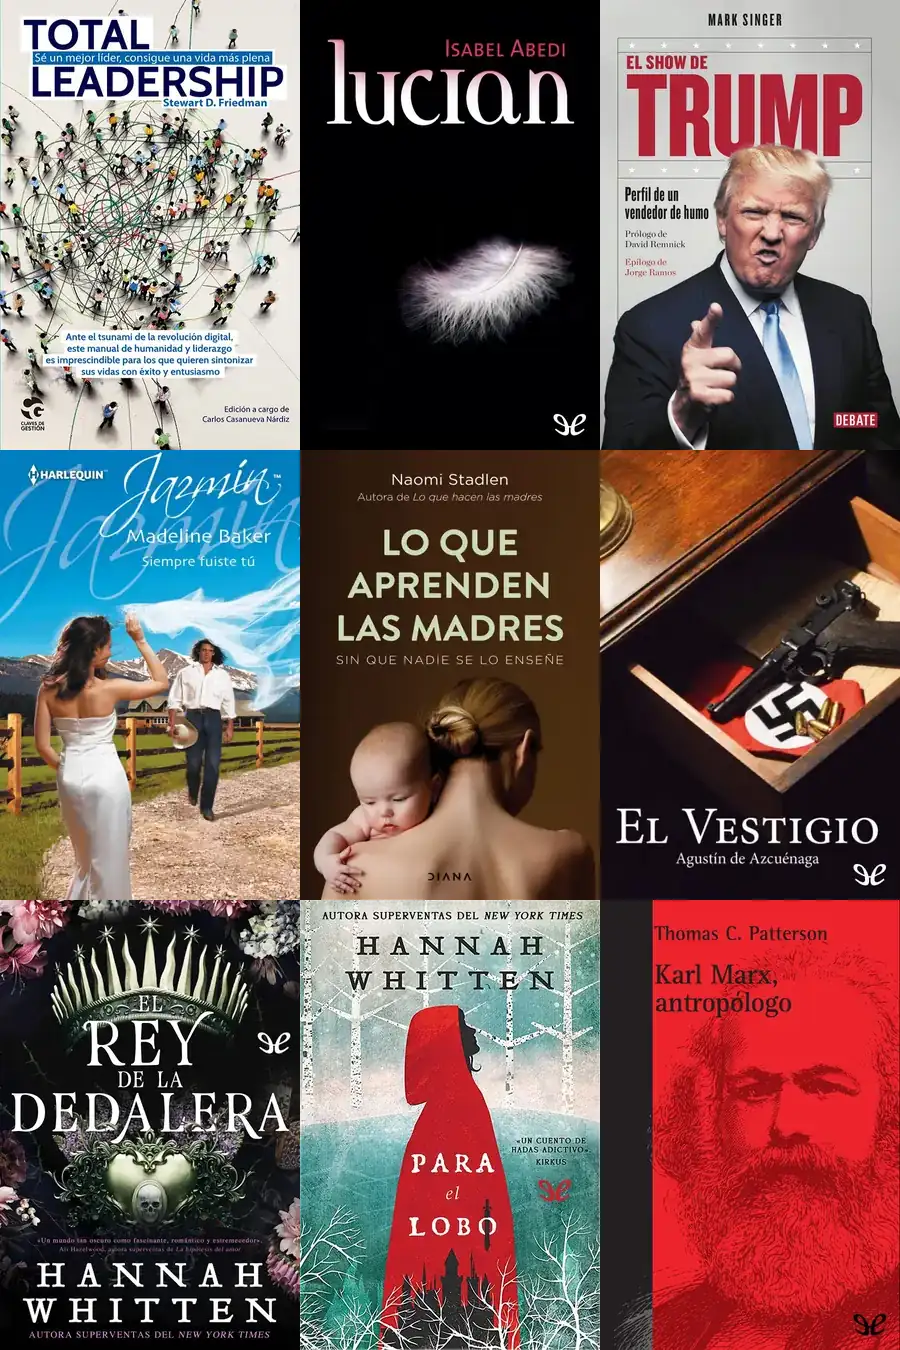 TOTAL
Sé un mejor líder, consigue una vida más plena
LEADERSHIP
Stewart D. Friedman
Ante el tsunami de la revolución digital,
este manual de humanidad y liderazgo
es imprescindible para los que quieren sintonizar
sus vidas con éxito y entusiasmo
CLAVES DE
GESTIÓN
Edición a cargo de
Carlos Casanueva Nárdiz
ISABEL ABEDI
lucian
MARK SINGER
EL SHOW DE
TRUMP
Perfil de un
vendedor de humo
Prólogo de
David Remnick
Epílogo de
Jorge Ramos
DEBATE
HARLEQUIN™
Jazmín™
Jazmín
Madeline Baker
Siempre fuiste tú
Naomi Stadlen
Autora de Lo que hacen las madres
LO QUE
APRENDEN
LAS MADRES
SIN QUE NADIE SE LO ENSEÑE
DIANA
EL VESTIGIO
Agustín de Azcuénaga
EL
REY
DE LA
DEDALERA
«Un mundo tan oscuro como fascinante, romántico y estremecedor».
Ali Hazelwood, autora superventas de La hipótesis del amor
HANNAH
WHITTEN
AUTORA SUPERVENTAS DEL NEW YORK TIMES
AUTORA SUPERVENTAS DEL NEW YORK TIMES
HANNAH
WHITTEN
«UN CUENTO DE
HADAS ADICTIVO»
KIRKUS
PARA
el
LOBO
Thomas C. Patterson
Karl Marx,
antropólogo